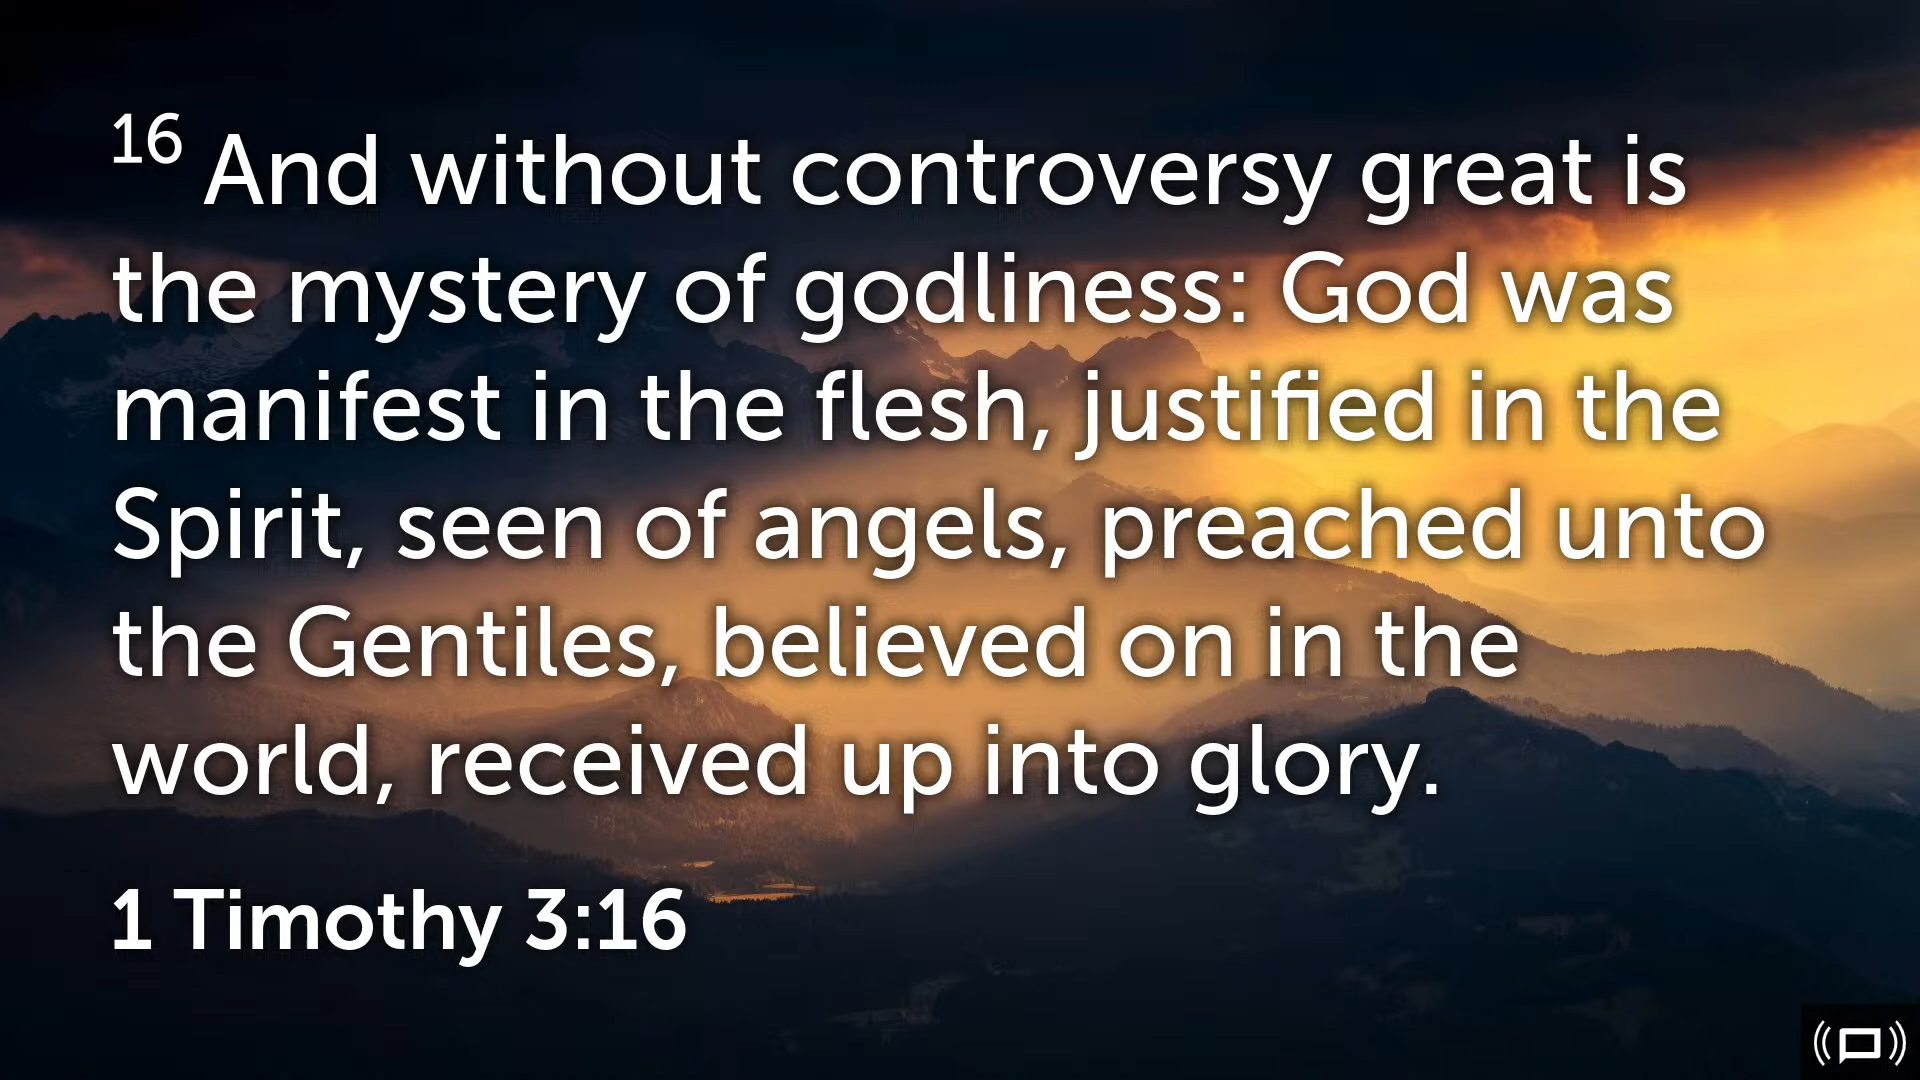 16 And without controversy great is
the mystery of godliness: God was
manifest in the flesh, justified in the
Spirit, seen of angels, preached unto
the Gentiles, believed on in the
world, received up into glory.
1 Timothy 3:16